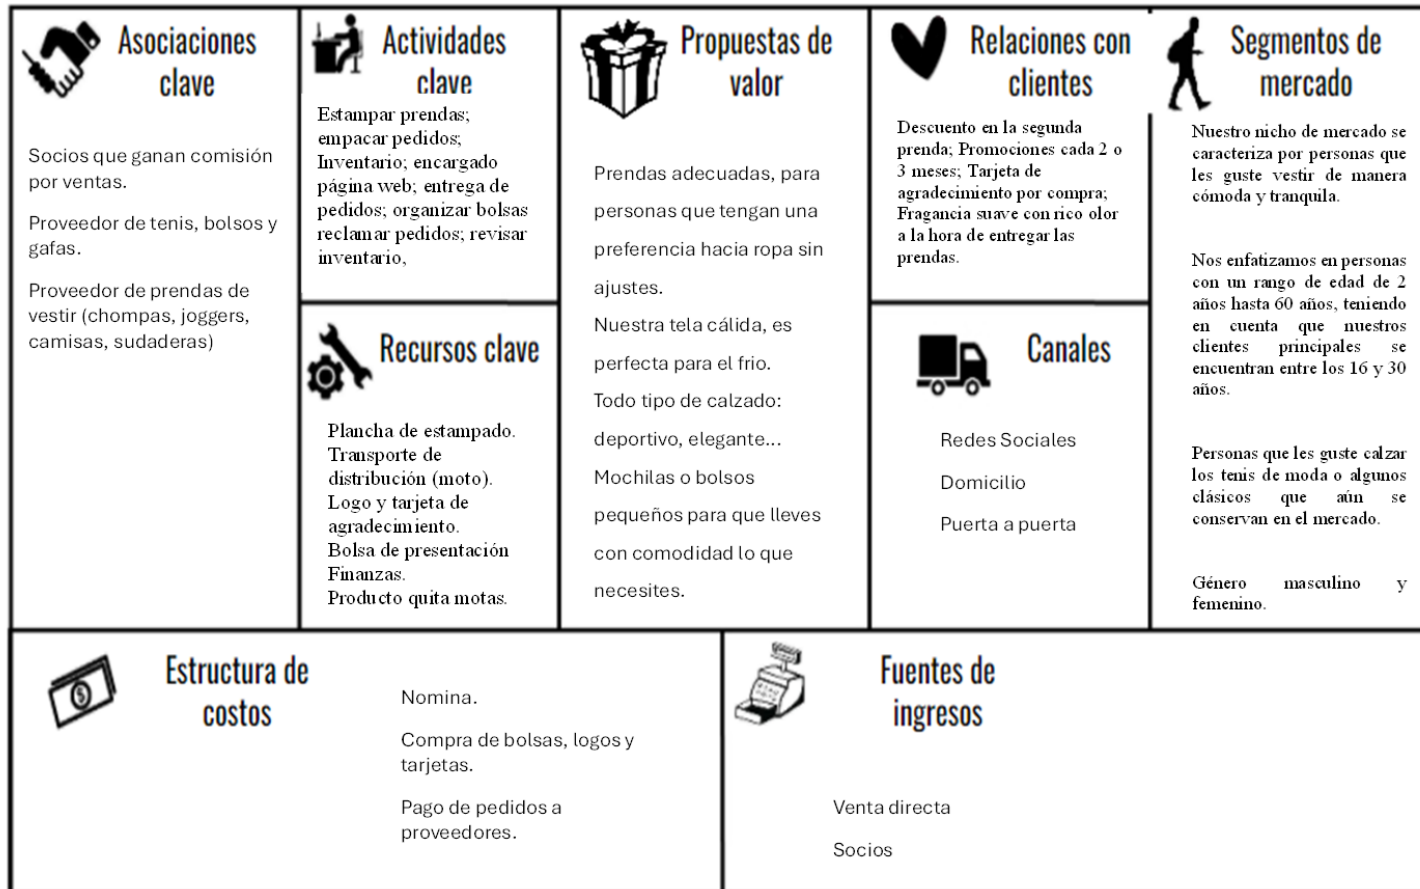 Asociaciones
clave
Socios que ganan comisión
por ventas.
Proveedor de tenis, bolsos y
gafas.
Proveedor de prendas de
vestir (chompas, joggers,
camisas, sudaderas)
Actividades
clave
Estampar prendas;
empacar pedidos;
Inventario; encargado
página web; entrega de
pedidos; organizar bolsas
reclamar pedidos; revisar
inventario,
Recursos clave
Plancha de estampado.
Transporte de
distribución (moto).
Logo y tarjeta de
agradecimiento.
Bolsa de presentación
Finanzas.
Producto quita motas.
Propuestas de
valor
Prendas adecuadas, para
personas que tengan una
preferencia hacia ropa sin
ajustes.
Nuestra tela cálida, es
perfecta para el frio.
Todo tipo de calzado:
deportivo, elegante...
Mochilas o bolsos
pequeños para que lleves
con comodidad lo que
necesites.
Relaciones con
clientes
Descuento en la segunda
prenda; Promociones cada 2 o
3 meses; Tarjeta de
agradecimiento por compra;
Fragancia suave con rico olor
a la hora de entregar las
prendas.
Canales
Redes Sociales
Domicilio
Puerta a puerta
Segmentos de
mercado
Nuestro nicho de mercado se
caracteriza por personas que
les guste vestir de manera
cómoda y tranquila.
Nos enfatizamos en personas
con un rango de edad de 2
años hasta 60 años, teniendo
en cuenta que nuestros
clientes principales se
encuentran entre los 16 y 30
años.
Personas que les guste calzar
los tenis de moda o algunos
clásicos que aún se
conservan en el mercado.
Género masculino y
femenino.
Estructura de
costos
Nomina.
Compra de bolsas, logos y
tarjetas.
Pago de pedidos a
proveedores.
Fuentes de
ingresos
Venta directa
Socios